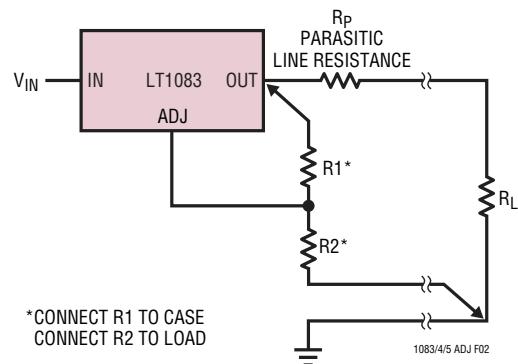 RP
PARASITIC
LINE RESISTANCE
VIN
IN
LT1083
OUT
ADJ
R1*
RL
R2*
*CONNECT R1 TO CASE
CONNECT R2 TO LOAD
1083/4/5 ADJ F02